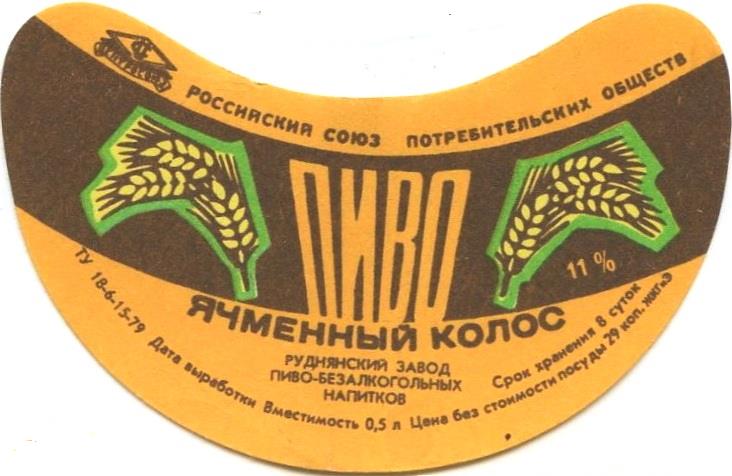 ЦЕНТРОСОЮЗ
РОССИЙСКИЙ СОЮЗ ПОТРЕБИТЕЛЬСКИХ ОБЩЕСТВ
ПИВО
11 %
ЯЧМЕННЫЙ КОЛОС
РУДНЯНСКИЙ ЗАВОД
ПИВО-БЕЗАЛКОГОЛЬНЫХ
НАПИТКОВ
Срок хранения 8 суток
ТУ 18-6-15-79 Дата выработки Вместимость 0,5 л Цена без стоимости посуды 29 коп.